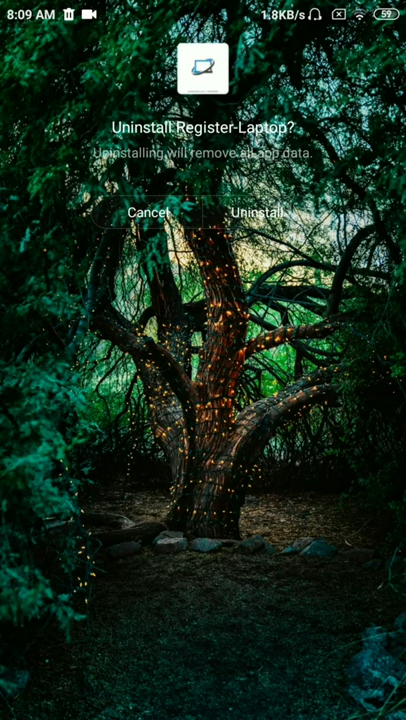 8:09 AM 1.8KB/s 59
Uninstall Register-Laptop?
Uninstalling will remove all app data.
Cancel Uninstall